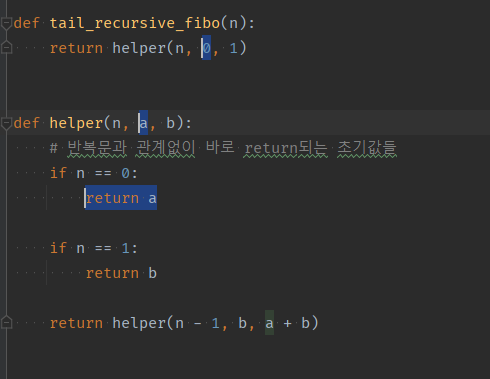 def tail_recursive_fibo(n):
    return helper(n, 0, 1)
def helper(n, a, b):
    # 반복문과 관계없이 바로 return되는 초기값들
    if n == 0:
        return a
    if n == 1:
        return b
    return helper(n - 1, b, a + b)